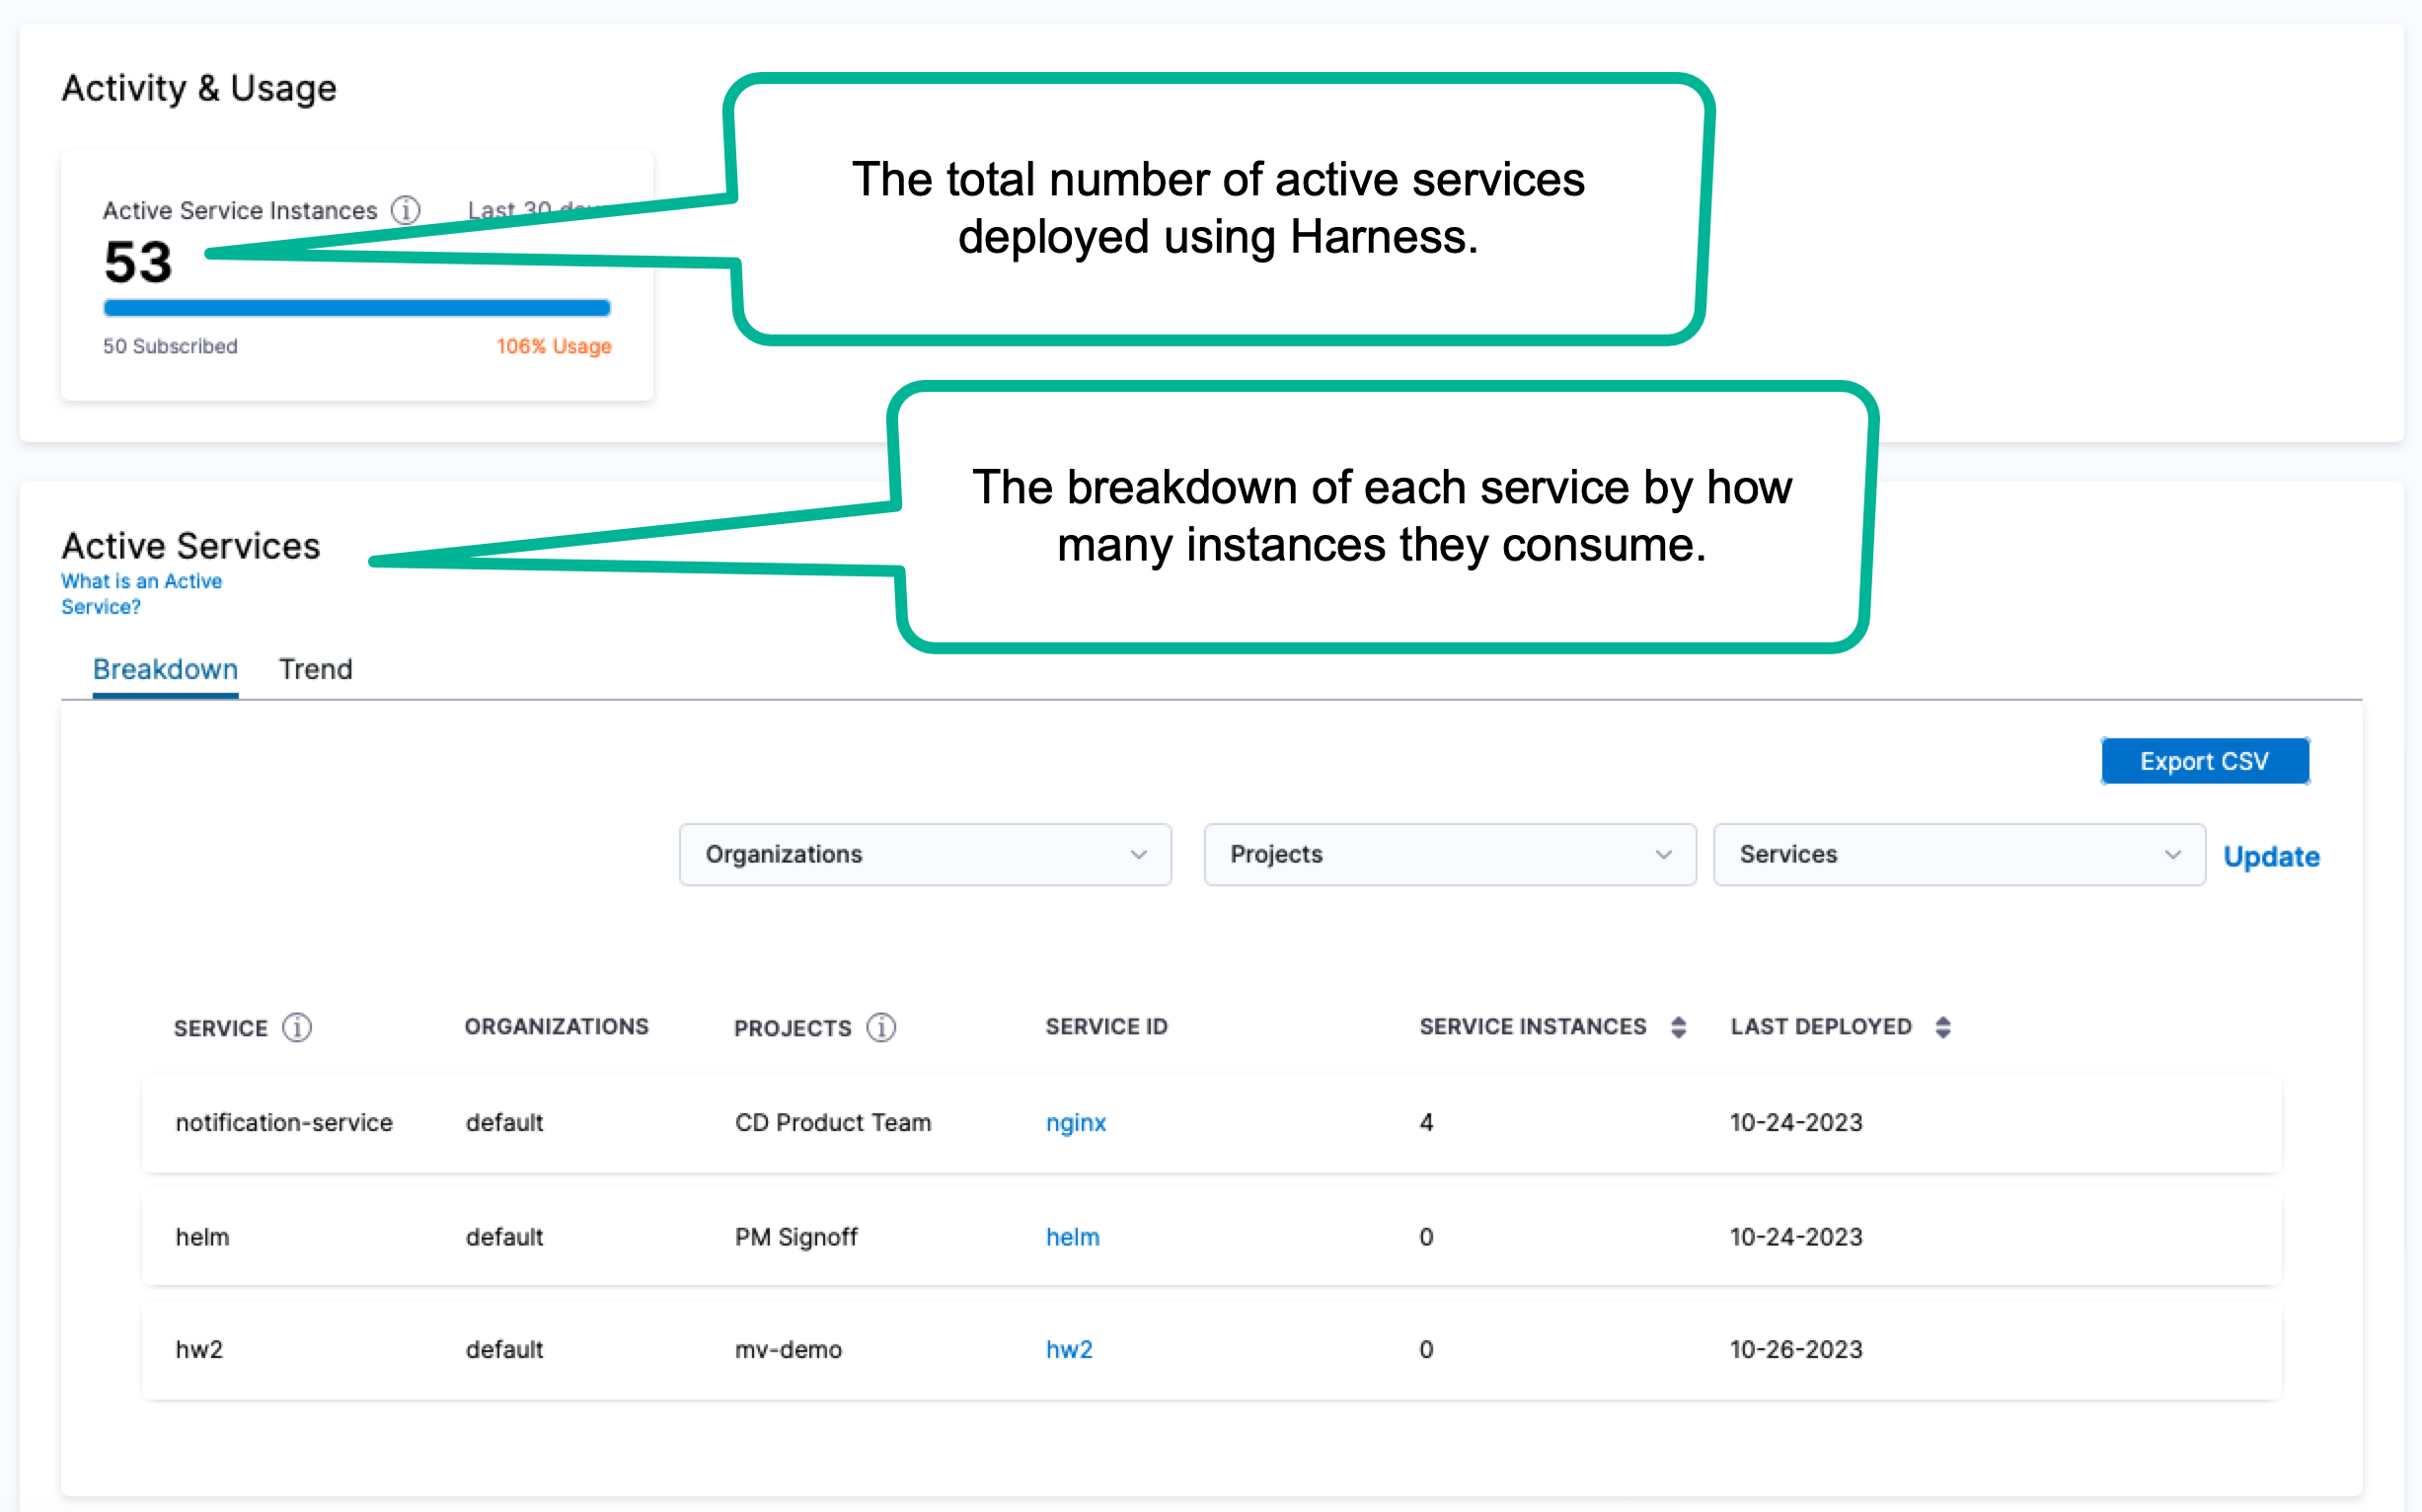 Activity & Usage
The total number of active services
deployed using Harness.
Active Service Instances Last 30
53
50 Subscribed 106% Usage
The breakdown of each service by how
many instances they consume.
Active Services
What is an Active
Service?
Breakdown Trend
Export CSV
Organizations Projects Services Update
SERVICE ORGANIZATIONS PROJECTS SERVICE ID SERVICE INSTANCES LAST DEPLOYED
notification-service default CD Product Team nginx 4 10-24-2023
helm default PM Signoff helm 0 10-24-2023
hw2 default mv-demo hw2 0 10-26-2023